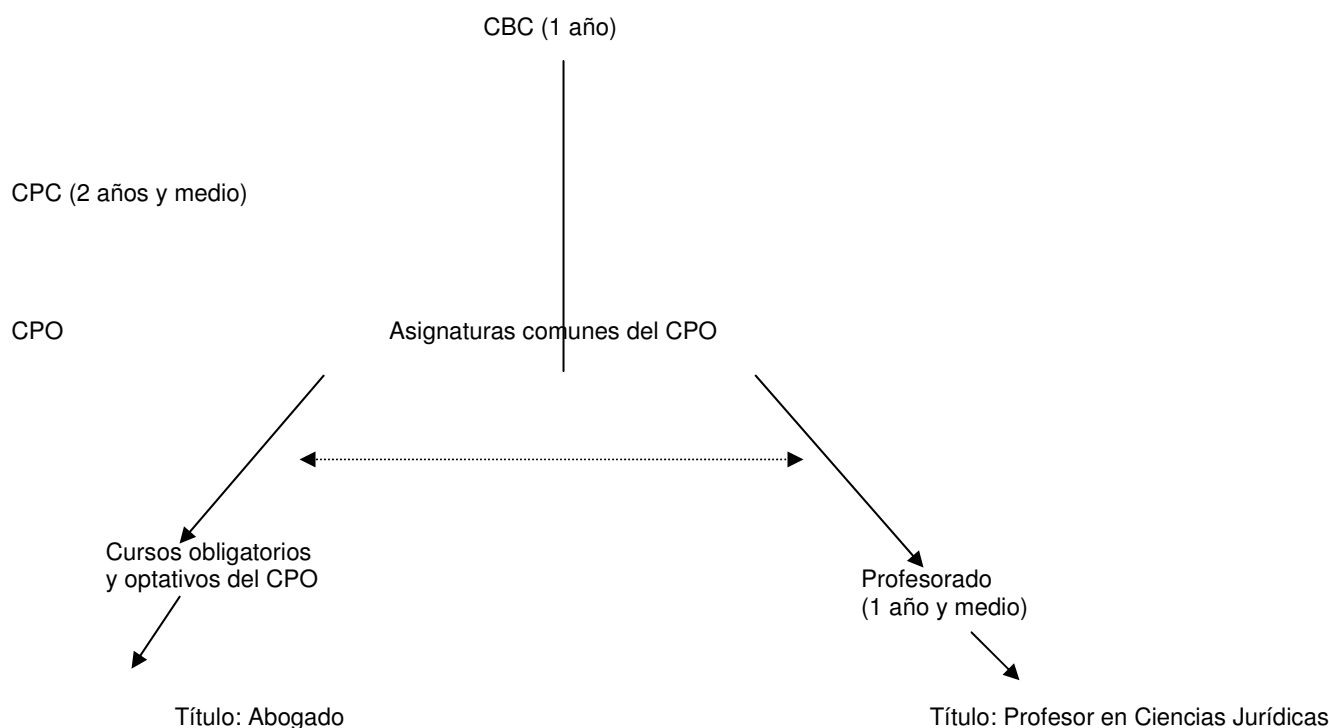 CBC (1 año)
CPC (2 años y medio)
CPO
Asignaturas comunes del CPO
Cursos obligatorios
y optativos del CPO
Profesorado
(1 año y medio)
Título: Abogado
Título: Profesor en Ciencias Jurídicas